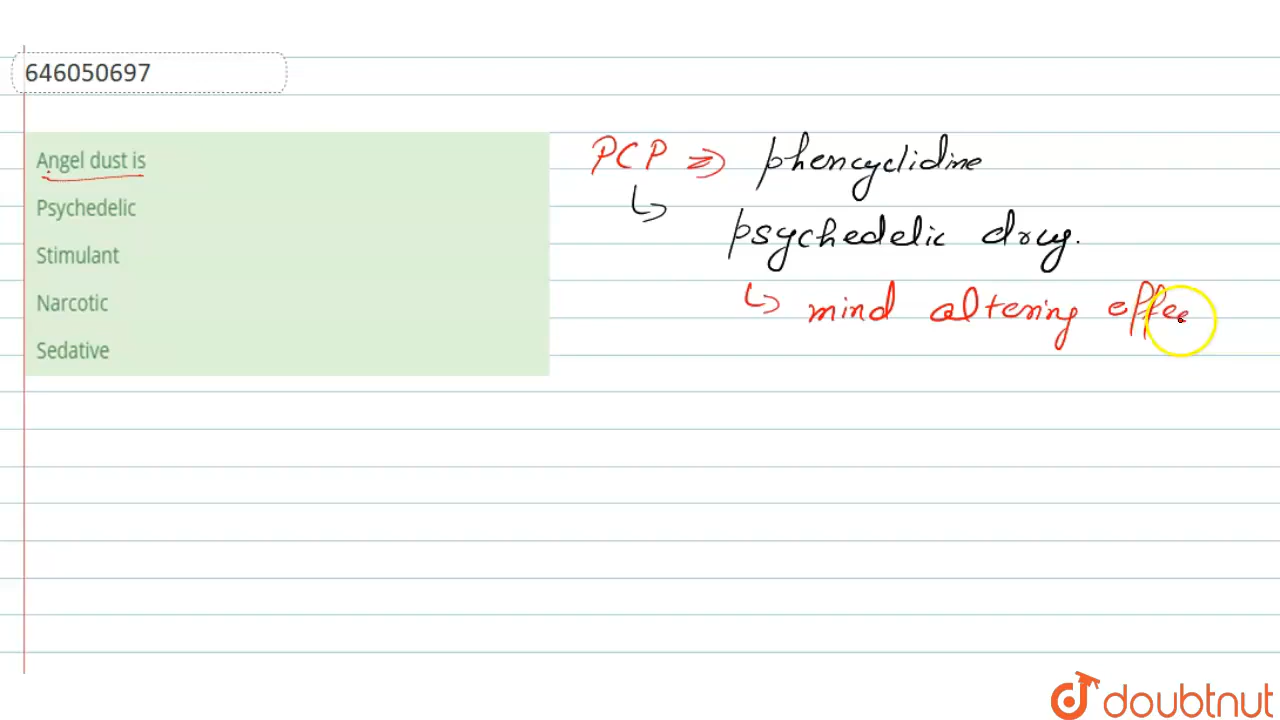 646050697
Angel dust is
Psychedelic
Stimulant
Narcotic
Sedative
PCP ⇒ phencyclidine
↳ psychedelic drug.
↳ mind altering effec
doubtnut